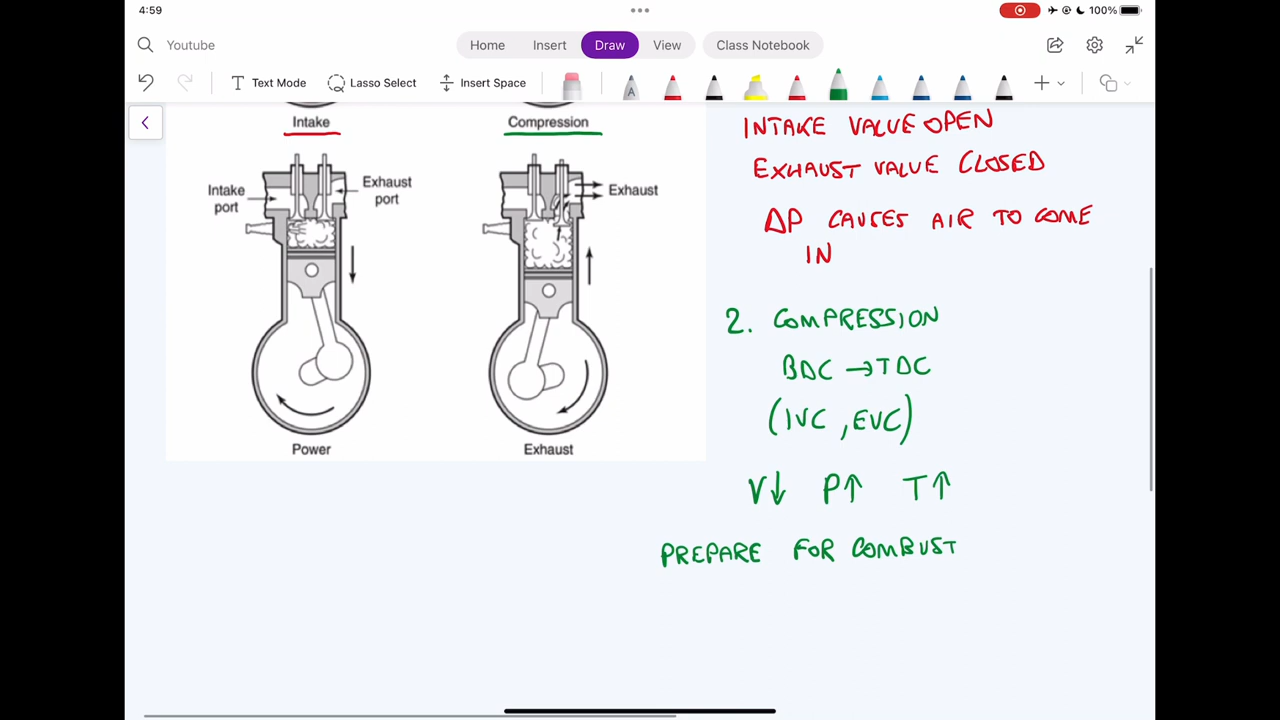 4:59
100%
Youtube
Home Insert Draw View Class Notebook
Text Mode Lasso Select Insert Space
A
Intake
Compression
Intake
port
Exhaust
port
Exhaust
Power
Exhaust
INTAKE VALUE OPEN
EXHAUST VALUE CLOSED
ΔP CAUSES AIR TO COME
IN
2. COMPRESSION
BDC → TDC
(IVC, EVC)
V↓ P↑ T↑
PREPARE FOR COMBUST